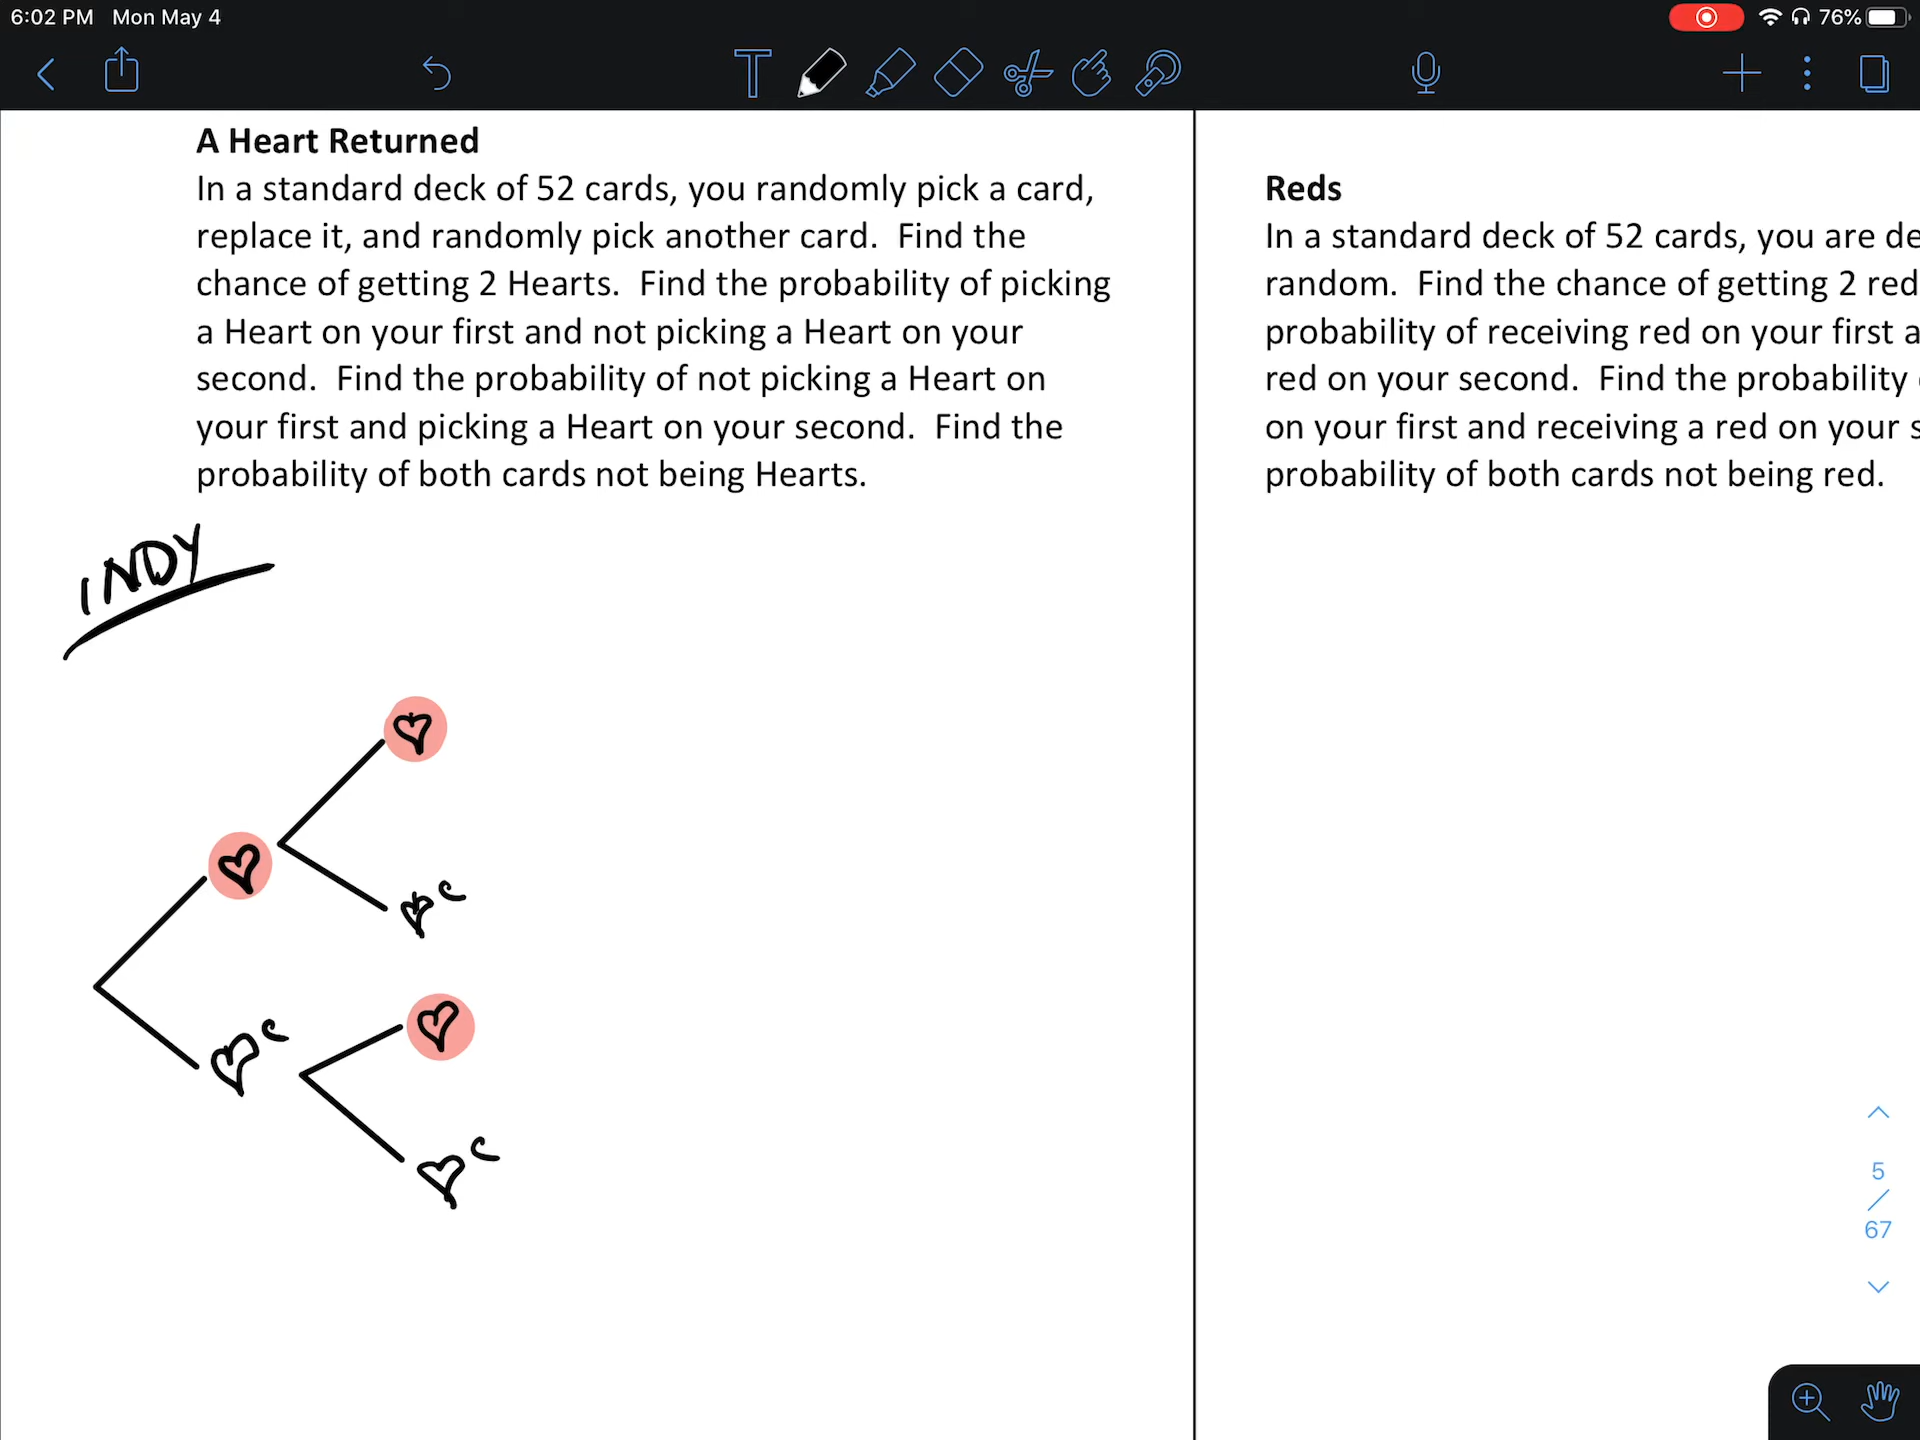 6:02 PM Mon May 4
76%
A Heart Returned
In a standard deck of 52 cards, you randomly pick a card,
replace it, and randomly pick another card. Find the
chance of getting 2 Hearts. Find the probability of picking
a Heart on your first and not picking a Heart on your
second. Find the probability of not picking a Heart on
your first and picking a Heart on your second. Find the
probability of both cards not being Hearts.
INDY
♡
♡
♡ᶜ
♡
♡ᶜ
♡ᶜ
Reds
In a standard deck of 52 cards, you are de
random. Find the chance of getting 2 red
probability of receiving red on your first a
red on your second. Find the probability
on your first and receiving a red on your s
probability of both cards not being red.
5
/
67